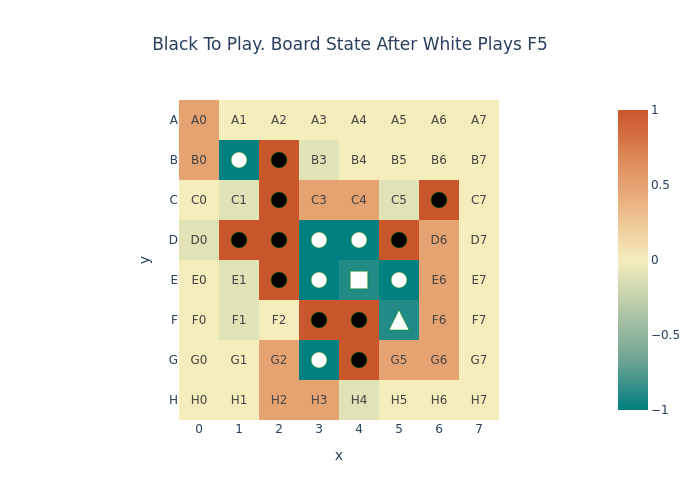 Black To Play. Board State After White Plays F5
A A0 A1 A2 A3 A4 A5 A6 A7
B B0 B3 B4 B5 B6 B7
C C0 C1 C3 C4 C5 C7
D D0 D6 D7
E E0 E1 E6 E7
F F0 F1 F2 F6 F7
G G0 G1 G2 G5 G6 G7
H H0 H1 H2 H3 H4 H5 H6 H7
0 1 2 3 4 5 6 7
x
y
1
0.5
0
−0.5
−1